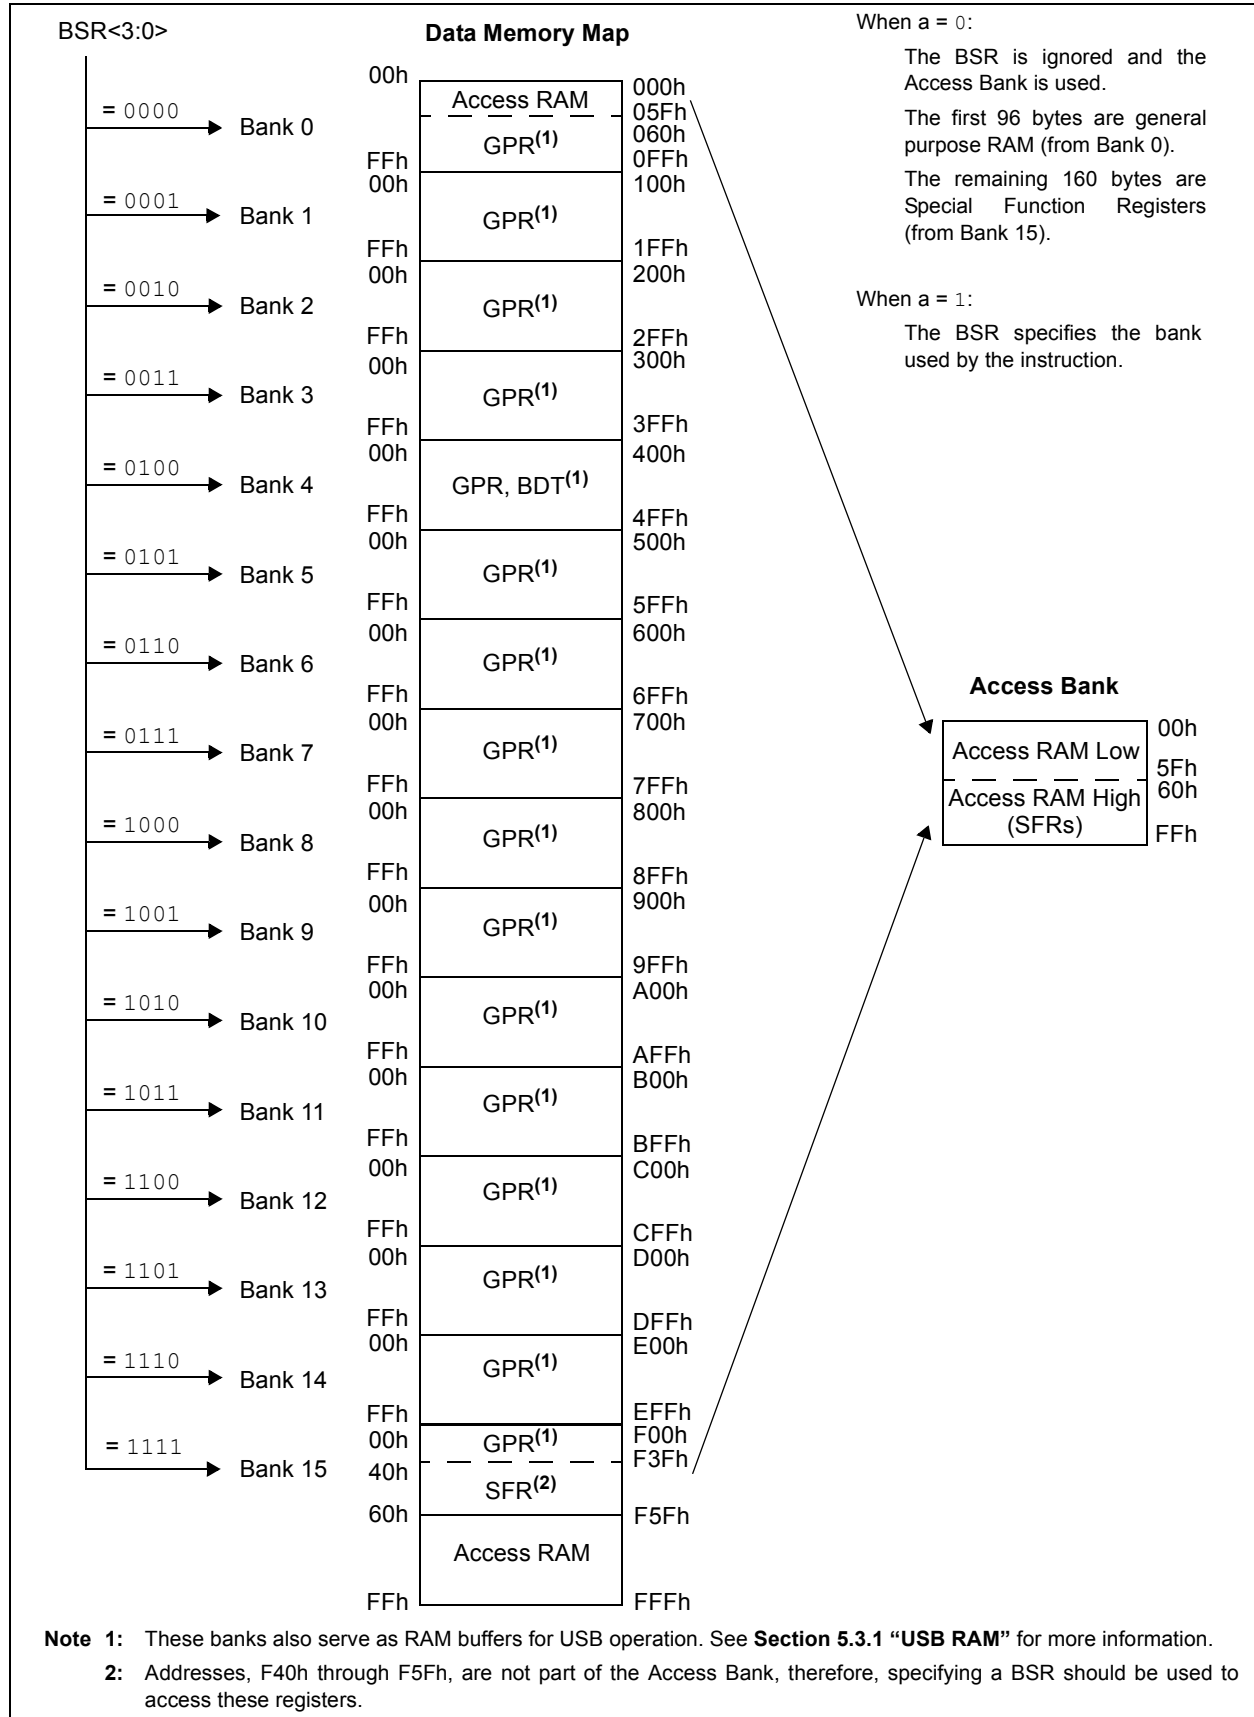 BSR<3:0>
Data Memory Map
When a = 0:
The BSR is ignored and the
Access Bank is used.
The first 96 bytes are general
purpose RAM (from Bank 0).
The remaining 160 bytes are
Special Function Registers
(from Bank 15).
When a = 1:
The BSR specifies the bank
used by the instruction.
= 0000
Bank 0
00h
Access RAM
GPR(1)
FFh
000h
05Fh
060h
0FFh
= 0001
Bank 1
00h
GPR(1)
FFh
100h
1FFh
= 0010
Bank 2
00h
GPR(1)
FFh
200h
2FFh
= 0011
Bank 3
00h
GPR(1)
FFh
300h
3FFh
= 0100
Bank 4
00h
GPR, BDT(1)
FFh
400h
4FFh
= 0101
Bank 5
00h
GPR(1)
FFh
500h
5FFh
= 0110
Bank 6
00h
GPR(1)
FFh
600h
6FFh
= 0111
Bank 7
00h
GPR(1)
FFh
700h
7FFh
= 1000
Bank 8
00h
GPR(1)
FFh
800h
8FFh
= 1001
Bank 9
00h
GPR(1)
FFh
900h
9FFh
= 1010
Bank 10
00h
GPR(1)
FFh
A00h
AFFh
= 1011
Bank 11
00h
GPR(1)
FFh
B00h
BFFh
= 1100
Bank 12
00h
GPR(1)
FFh
C00h
CFFh
= 1101
Bank 13
00h
GPR(1)
FFh
D00h
DFFh
= 1110
Bank 14
00h
GPR(1)
FFh
E00h
EFFh
= 1111
Bank 15
00h
GPR(1)
F00h
F3Fh
40h
SFR(2)
60h
F5Fh
Access RAM
FFh
FFFh
Access Bank
Access RAM Low
00h
5Fh
Access RAM High
(SFRs)
60h
FFh
Note 1: These banks also serve as RAM buffers for USB operation. See Section 5.3.1 “USB RAM” for more information.
2: Addresses, F40h through F5Fh, are not part of the Access Bank, therefore, specifying a BSR should be used to
access these registers.